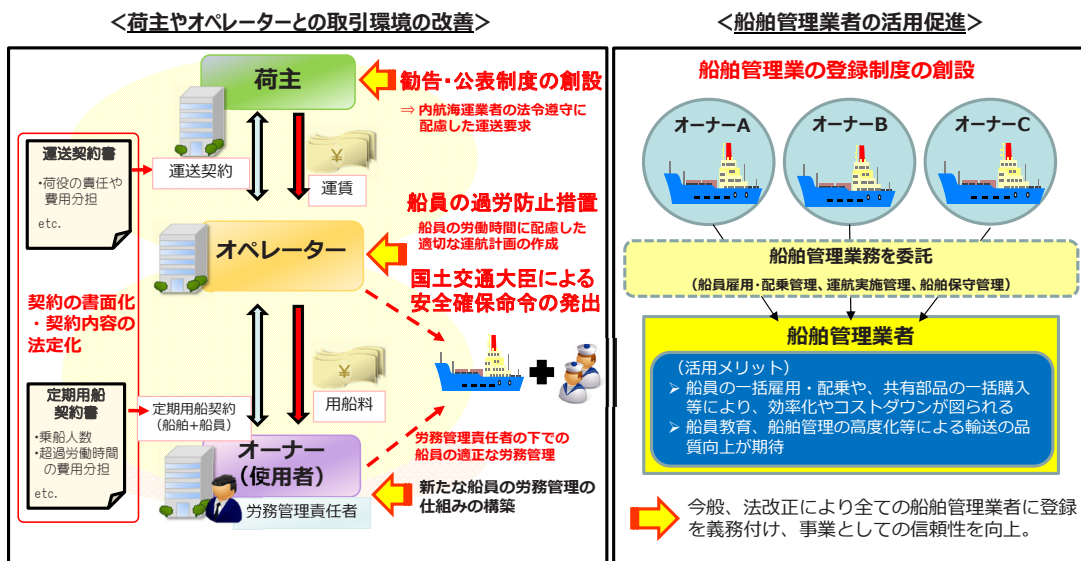 ＜荷主やオペレーターとの取引環境の改善＞
荷主
勧告・公表制度の創設
⇒ 内航海運業者の法令遵守に
配慮した運送要求
運送契約書
・荷役の責任や
費用分担
etc.
運送契約
¥
運賃
船員の過労防止措置
船員の労働時間に配慮した
適切な運航計画の作成
オペレーター
国土交通大臣による
安全確保命令の発出
契約の書面化
・契約内容の
法定化
定期用船
契約書
・乗船人数
・超過労働時間
の費用分担
etc.
定期用船契約
（船舶+船員）
¥
用船料
オーナー
（使用者）
労務管理責任者
労務管理責任者の下での
船員の適正な労務管理
新たな船員の労務管理の
仕組みの構築
＜船舶管理業者の活用促進＞
船舶管理業の登録制度の創設
オーナーA
オーナーB
オーナーC
船舶管理業務を委託
（船員雇用・配乗管理、運航実施管理、船舶保守管理）
船舶管理業者
（活用メリット）
➢ 船員の一括雇用・配乗や、共有部品の一括購入
等により、効率化やコストダウンが図られる
➢ 船員教育、船舶管理の高度化等による輸送の品
質向上が期待
今般、法改正により全ての船舶管理業者に登録
を義務付け、事業としての信頼性を向上。